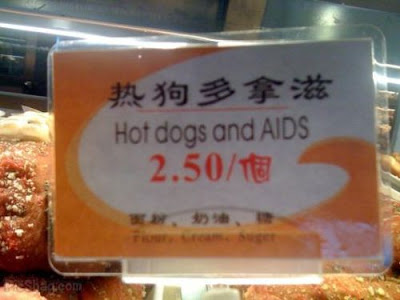 热狗多拿滋
Hot dogs and AIDS
2.50/個
面粉、奶油、糖
Flour, Cream, Suger